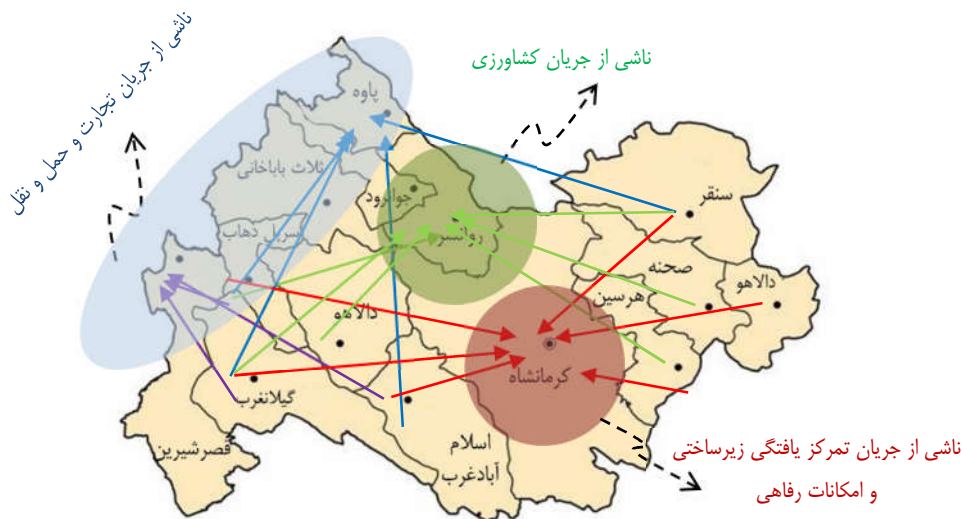 ناشی از جریان تجارت و حمل و نقل
ناشی از جریان کشاورزی
پاوه
ثلاث باباخانی
جوانرود
روانسر
سرپل ذهاب
سنقر
صحنه
دالاهو
هرسین
دالاهو
کرمانشاه
گیلانغرب
قصرشیرین
اسلام
آبادغرب
ناشی از جریان تمرکز یافتگی زیرساختی
و امکانات رفاهی